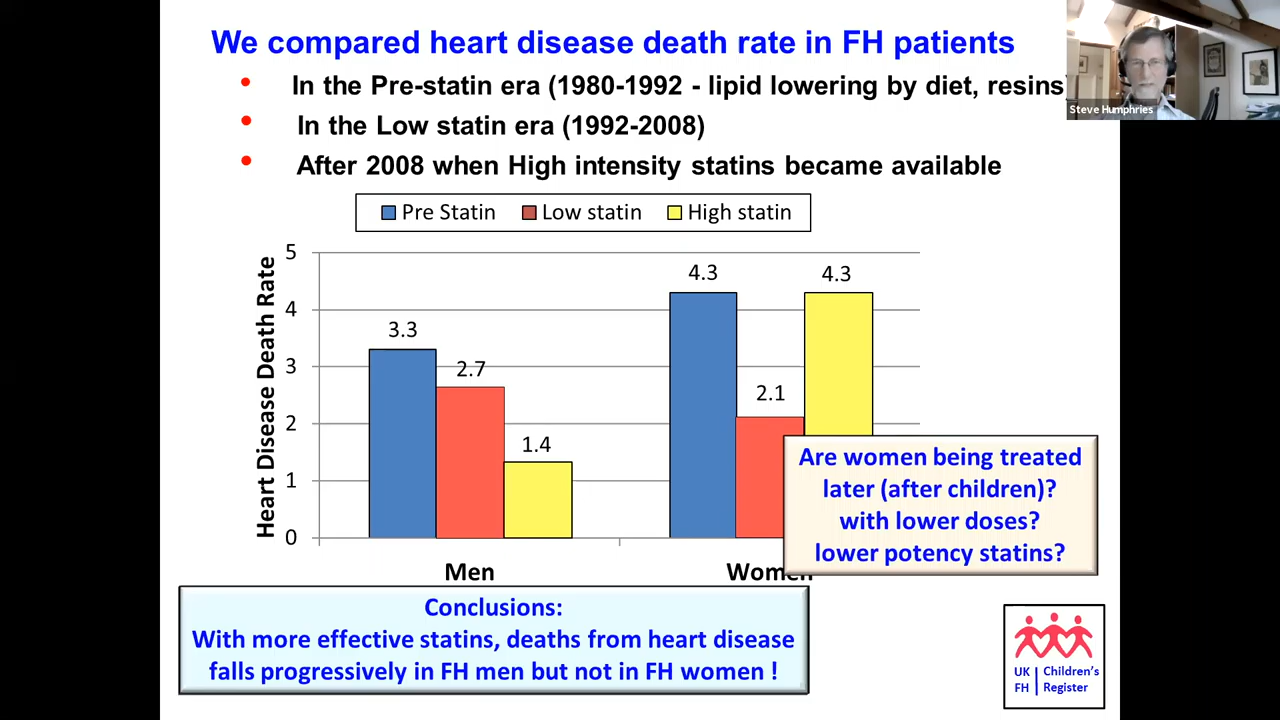 We compared heart disease death rate in FH patients
• In the Pre-statin era (1980-1992 - lipid lowering by diet, resins)
• In the Low statin era (1992-2008)
• After 2008 when High intensity statins became available
Steve Humphries
Pre Statin Low statin High statin
Heart Disease Death Rate
5
4
3
2
1
0
3.3
2.7
1.4
4.3
2.1
4.3
Men
Women
Are women being treated
later (after children)?
with lower doses?
lower potency statins?
Conclusions:
With more effective statins, deaths from heart disease
falls progressively in FH men but not in FH women !
UK Children's
FH Register